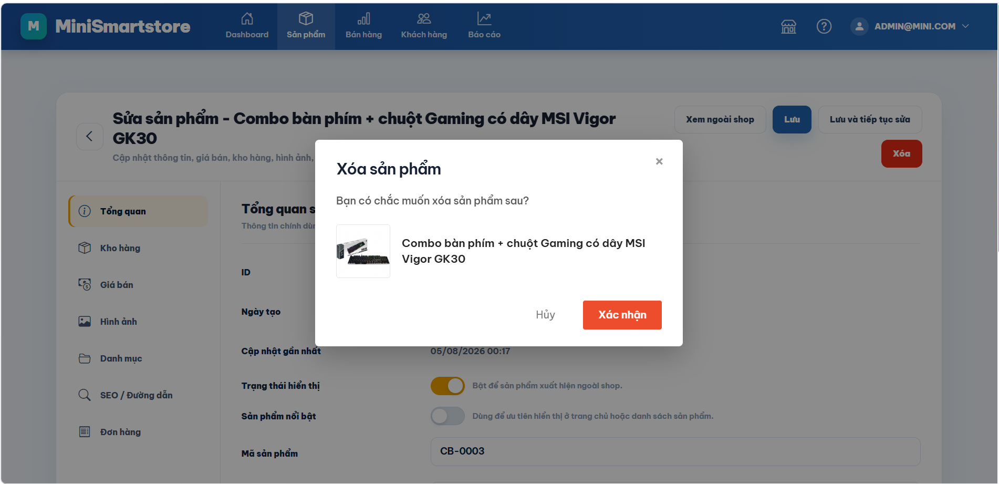 M MiniSmartstore
Dashboard
Sản phẩm
Bán hàng
Khách hàng
Báo cáo
?
ADMIN@MINI.COM
Sửa sản phẩm - Combo bàn phím + chuột Gaming có dây MSI Vigor
GK30
Cập nhật thông tin, giá bán, kho hàng, hình ảnh,
Xem ngoài shop
Lưu
Lưu và tiếp tục sửa
Xóa
Tổng quan
Kho hàng
Giá bán
Hình ảnh
Danh mục
SEO / Đường dẫn
Đơn hàng
Tổng quan s
Thông tin chính dùn
ID
Ngày tạo
Cập nhật gần nhất
05/08/2026 00:17
Trạng thái hiển thị
Bật để sản phẩm xuất hiện ngoài shop.
Sản phẩm nổi bật
Dùng để ưu tiên hiển thị ở trang chủ hoặc danh sách sản phẩm.
Mã sản phẩm
CB-0003
Xóa sản phẩm
×
Bạn có chắc muốn xóa sản phẩm sau?
Combo bàn phím + chuột Gaming có dây MSI
Vigor GK30
Hủy
Xác nhận